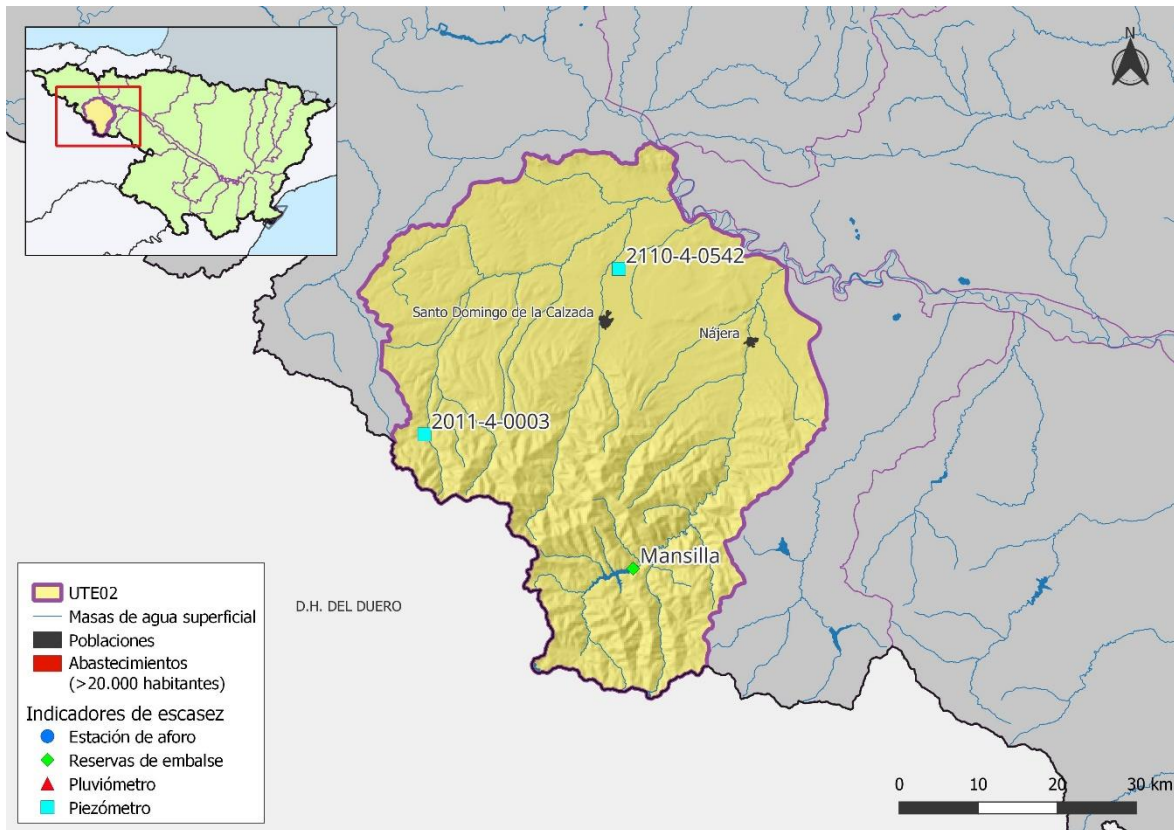 N
2110-4-0542
Santo Domingo de la Calzada
Nájera
2011-4-0003
Mansilla
D.H. DEL DUERO
UTE02
Masas de agua superficial
Poblaciones
Abastecimientos
(>20.000 habitantes)
Indicadores de escasez
Estación de aforo
Reservas de embalse
Pluviómetro
Piezómetro
0 10 20 30 km